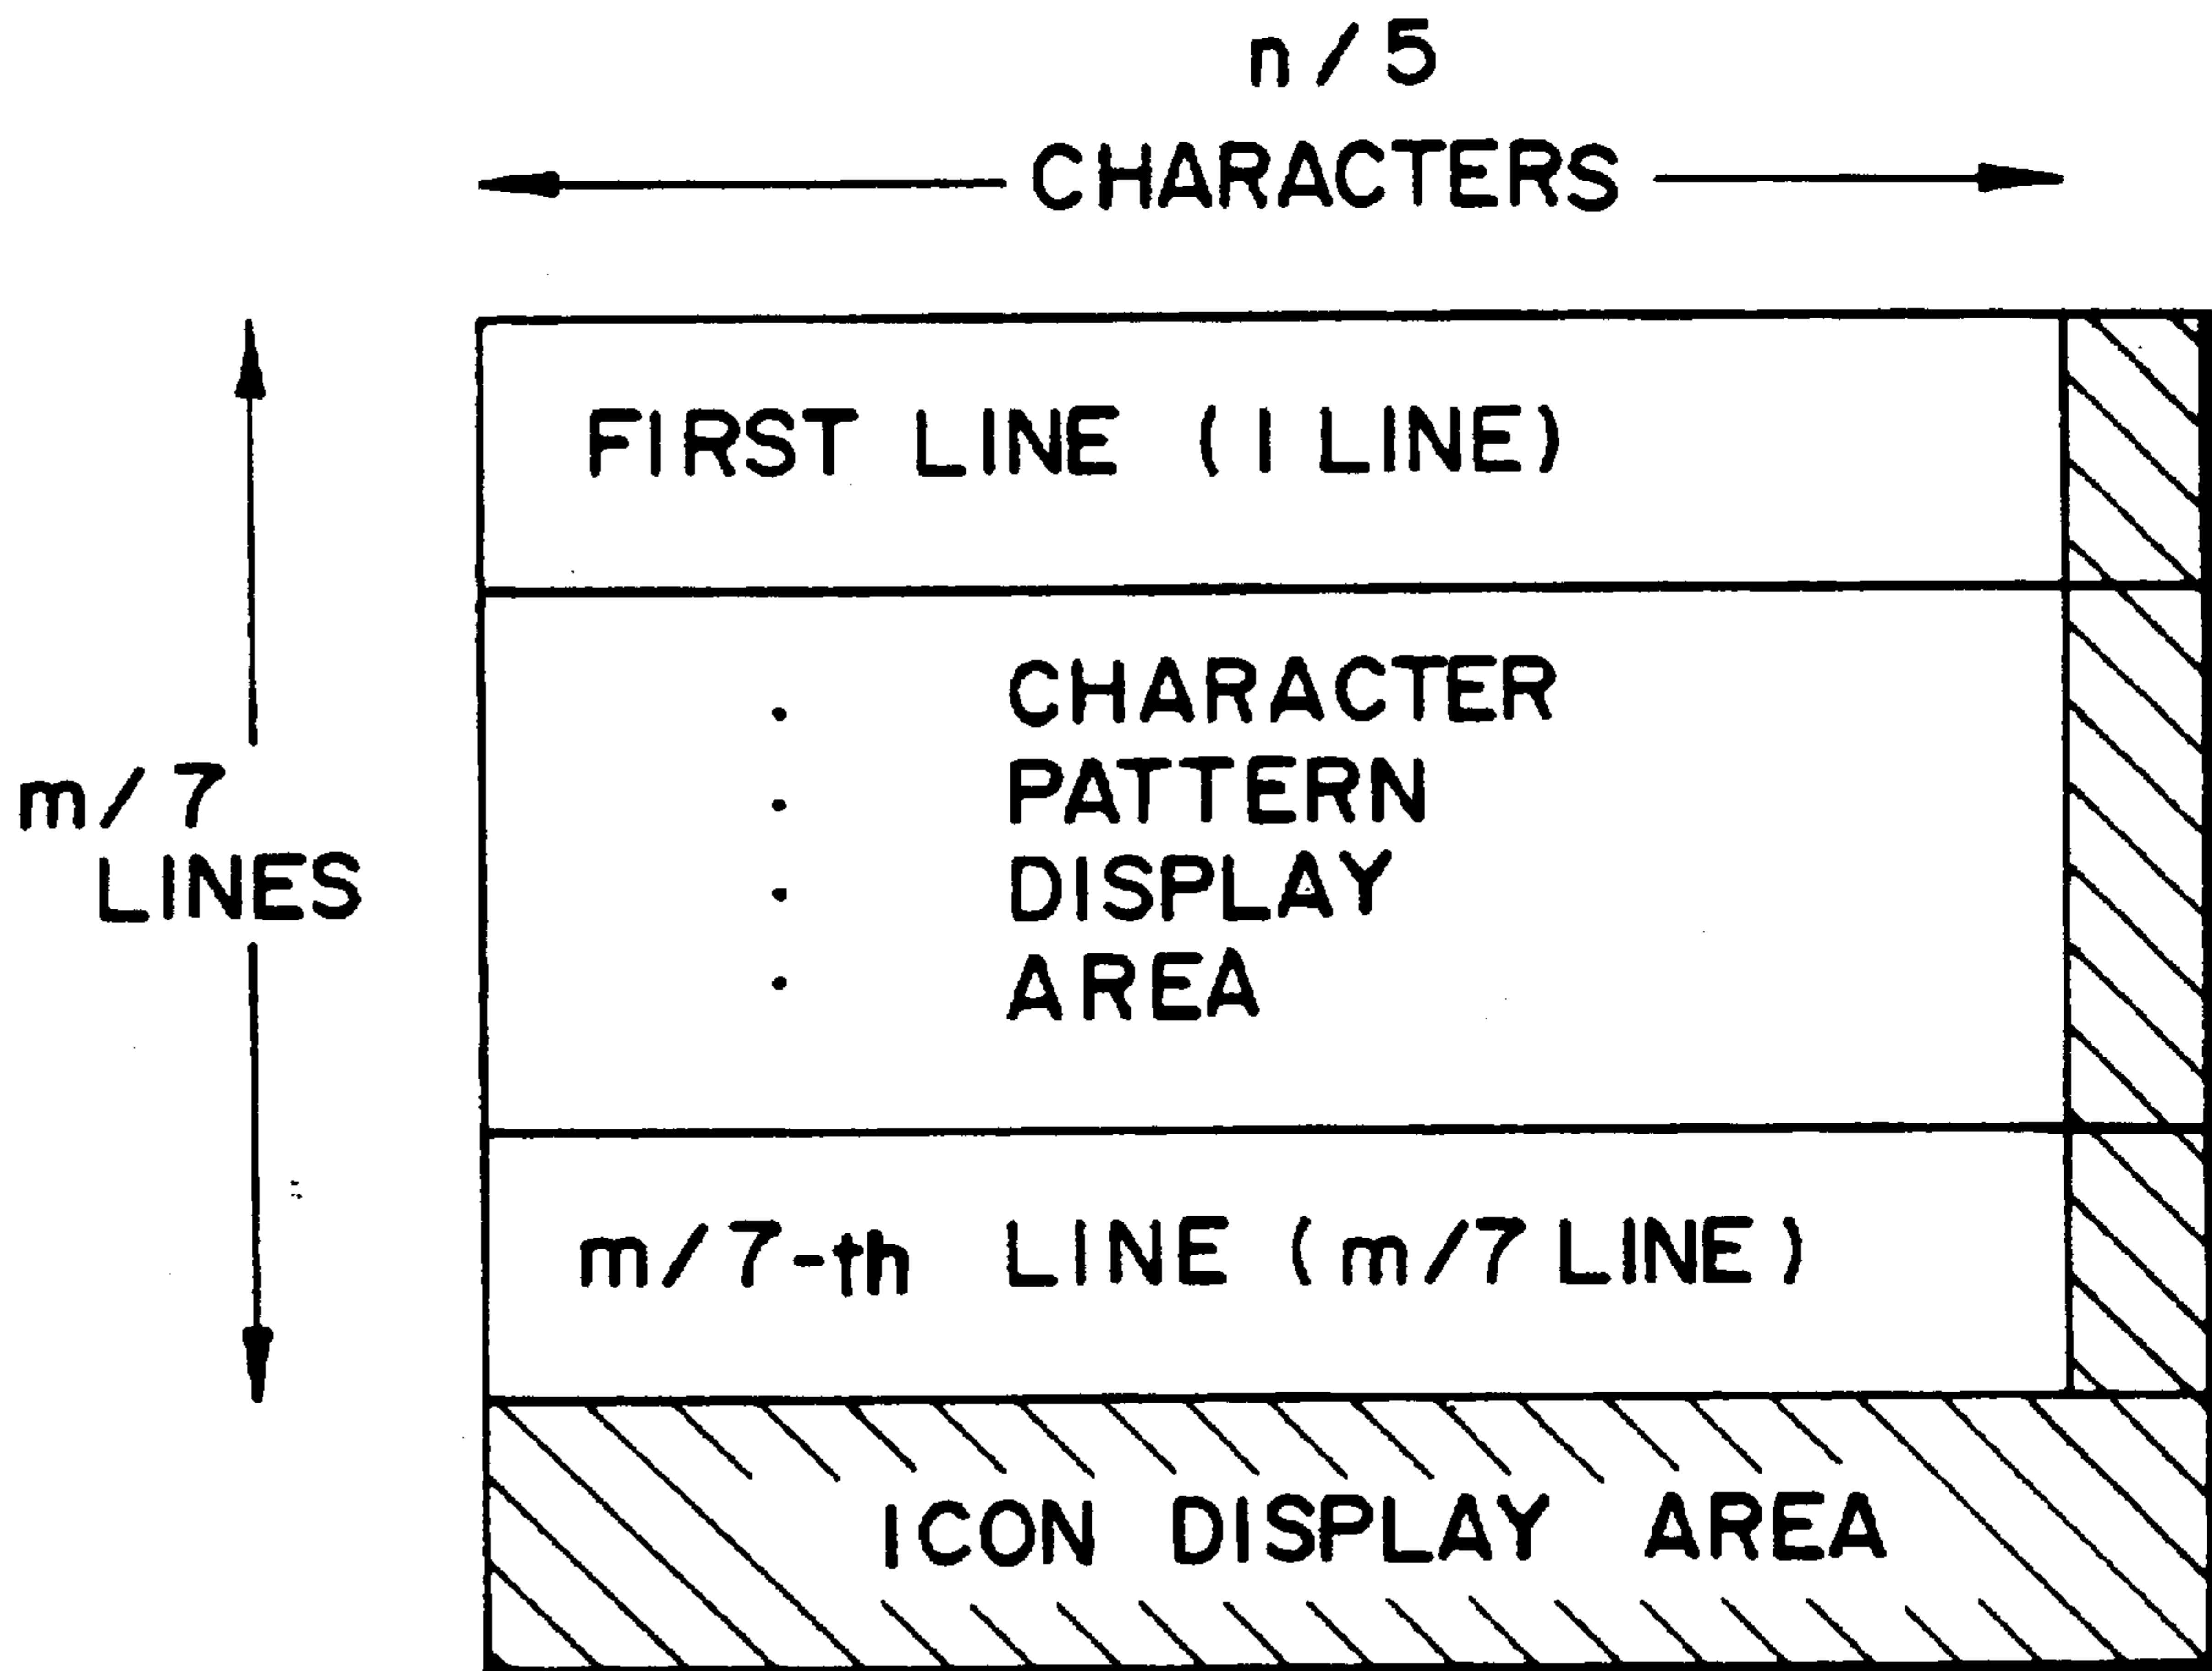 n/5
CHARACTERS
FIRST LINE (1 LINE)
CHARACTER
PATTERN
DISPLAY
AREA
m/7
LINES
m/7-th LINE (m/7 LINE)
ICON DISPLAY AREA